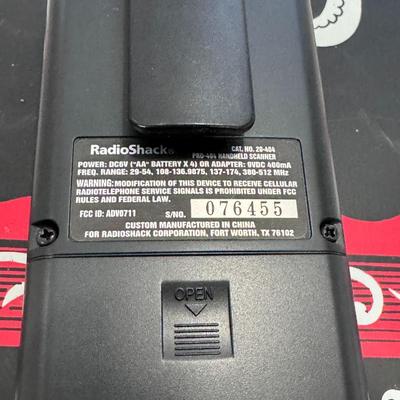 RadioShack® CAT. NO. 20-404
PRO-404 HANDHELD SCANNER
POWER: DC6V ("AA" BATTERY X 4) OR ADAPTER: 9VDC 400mA
FREQ. RANGE: 29-54, 108-136.9875, 137-174, 380-512 MHz
WARNING: MODIFICATION OF THIS DEVICE TO RECEIVE CELLULAR
RADIOTELEPHONE SERVICE SIGNALS IS PROHIBITED UNDER FCC
RULES AND FEDERAL LAW.
FCC ID: ADV0711 S/NO. 076455
CUSTOM MANUFACTURED IN CHINA
FOR RADIOSHACK CORPORATION, FORT WORTH, TX 76102
OPEN